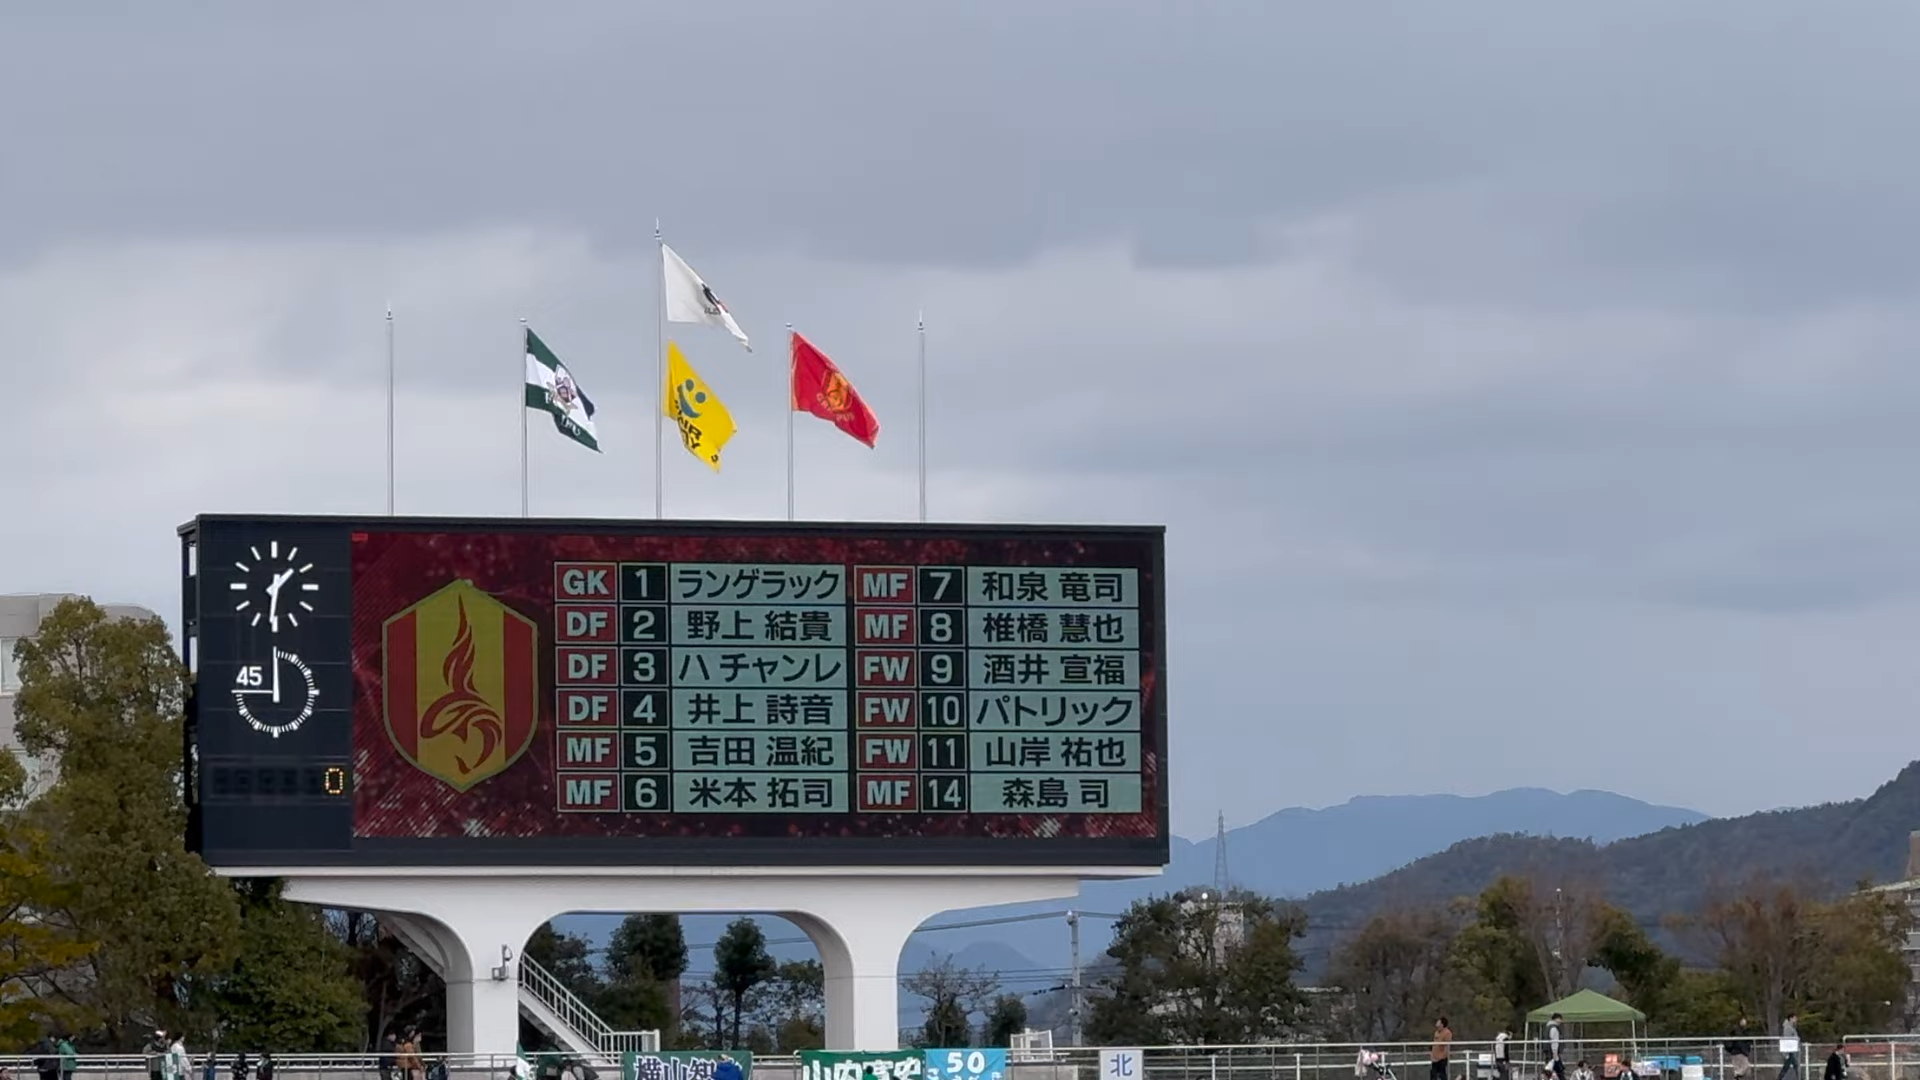 GK 1 ランゲラック MF 7 和泉 竜司
DF 2 野上 結貴 MF 8 椎橋 慧也
DF 3 ハ チャンレ FW 9 酒井 宣福
DF 4 井上 詩音 FW 10 パトリック
MF 5 吉田 温紀 FW 11 山岸 祐也
MF 6 米本 拓司 MF 14 森島 司
45
0
50
北